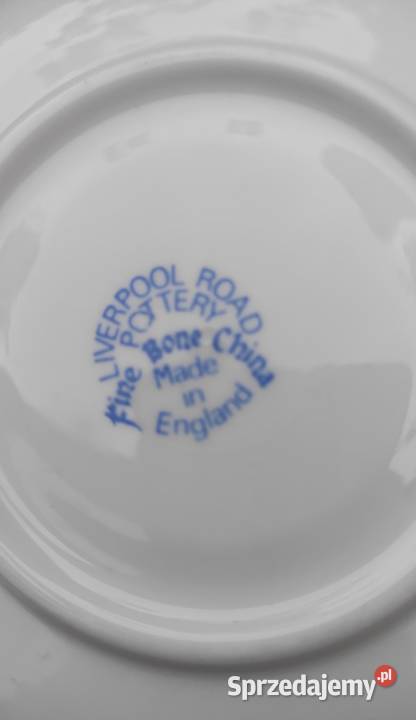 LIVERPOOL ROAD
POTTERY
Fine Bone China
Made
in
England
Sprzedajemy.pl